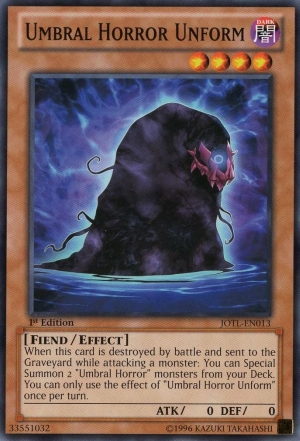 UMBRAL HORROR UNFORM
DARK
闇
1st Edition
JOTL-EN013
[FIEND / EFFECT]
When this card is destroyed by battle and sent to
the Graveyard while attacking a monster: You can Special
Summon 2 "Umbral Horror" monsters from your Deck.
You can only use the effect of "Umbral Horror Unform"
once per turn.
ATK/ 0 DEF/ 0
33551032
©1996 KAZUKI TAKAHASHI